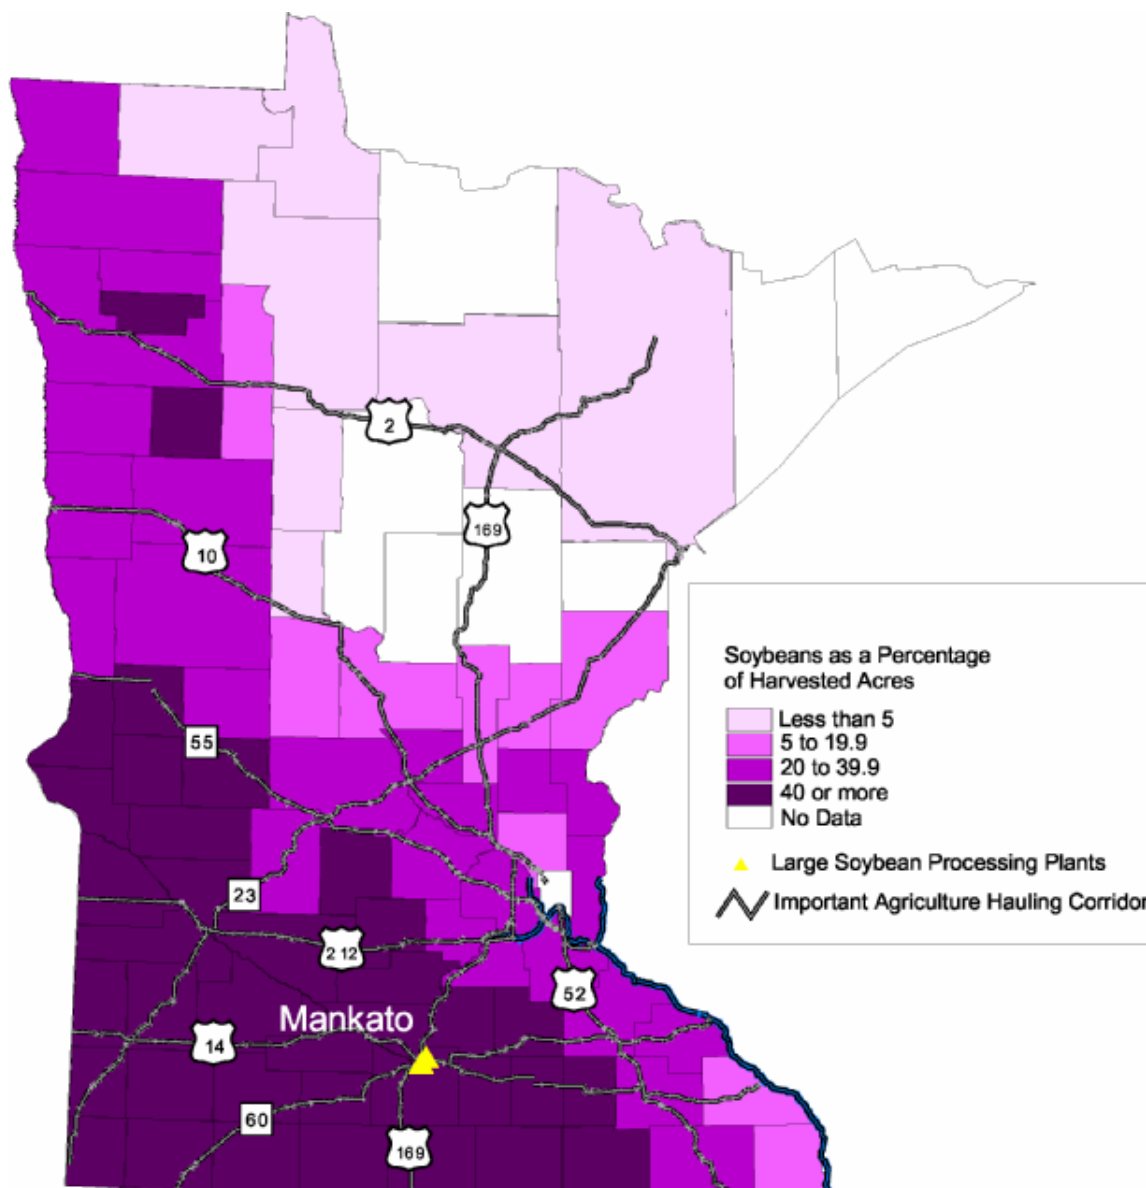 2
169
10
Soybeans as a Percentage
of Harvested Acres
Less than 5
5 to 19.9
20 to 39.9
40 or more
No Data
Large Soybean Processing Plants
Important Agriculture Hauling Corridor
55
23
2 12
52
Mankato
14
60
169